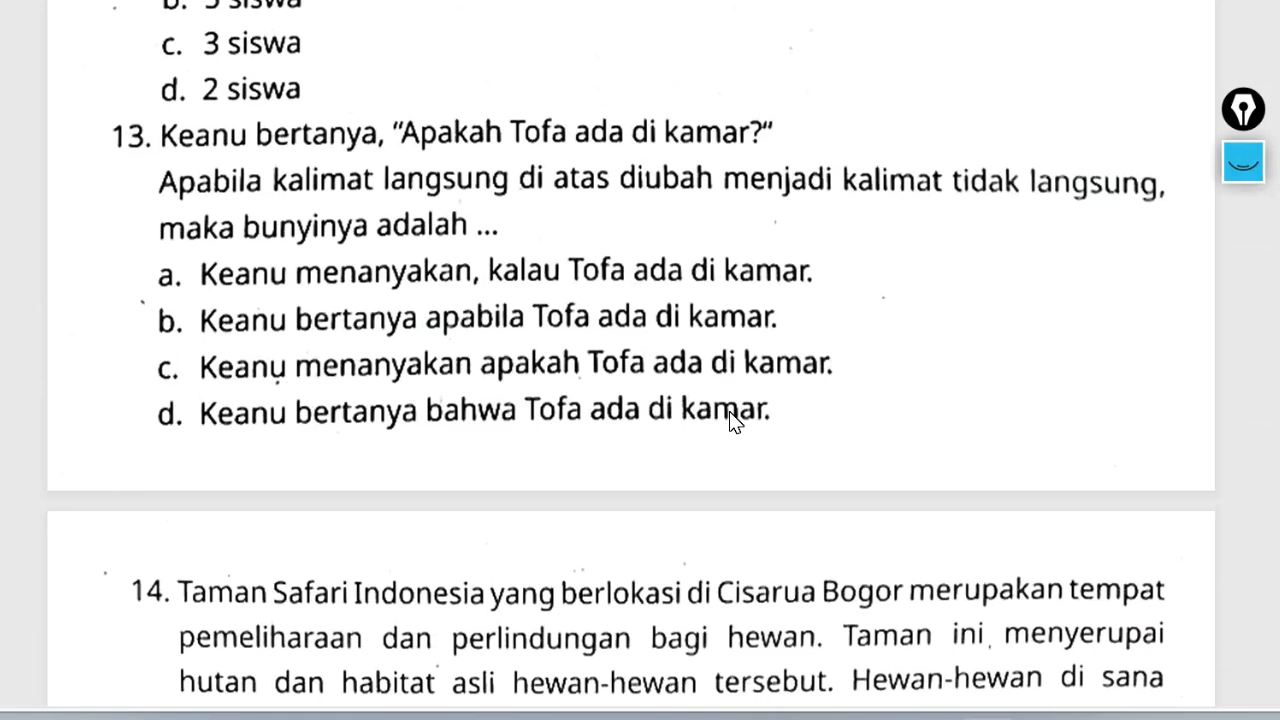 b. 5 siswa
c. 3 siswa
d. 2 siswa
13. Keanu bertanya, "Apakah Tofa ada di kamar?"
Apabila kalimat langsung di atas diubah menjadi kalimat tidak langsung,
maka bunyinya adalah ...
a. Keanu menanyakan, kalau Tofa ada di kamar.
b. Keanu bertanya apabila Tofa ada di kamar.
c. Keanu menanyakan apakah Tofa ada di kamar.
d. Keanu bertanya bahwa Tofa ada di kamar.
14. Taman Safari Indonesia yang berlokasi di Cisarua Bogor merupakan tempat
pemeliharaan dan perlindungan bagi hewan. Taman ini menyerupai
hutan dan habitat asli hewan-hewan tersebut. Hewan-hewan di sana